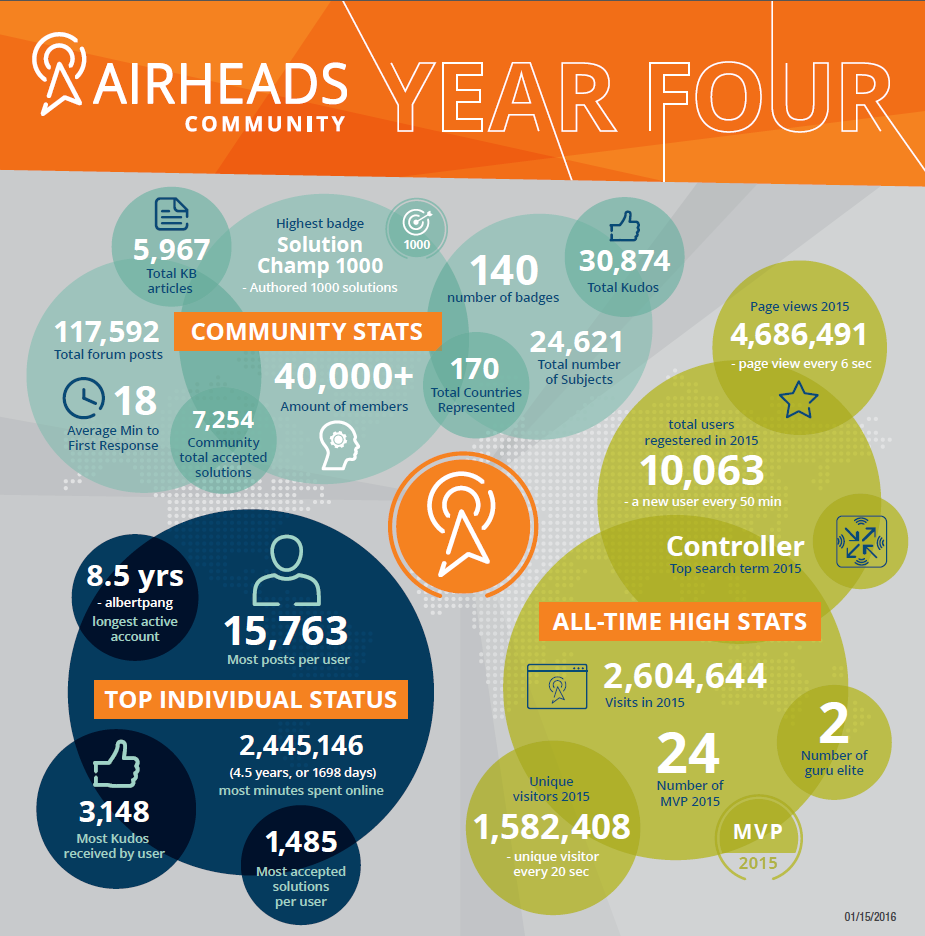 AIRHEADS
COMMUNITY
YEAR FOUR
5,967
Total KB
articles
Highest badge
Solution
Champ 1000
- Authored 1000 solutions
1000
140
number of badges
30,874
Total Kudos
117,592
Total forum posts
COMMUNITY STATS
18
Average Min to
First Response
7,254
Community
total accepted
solutions
40,000+
Amount of members
170
Total Countries
Represented
24,621
Total number
of Subjects
Page views 2015
4,686,491
- page view every 6 sec
total users
regestered in 2015
10,063
- a new user every 50 min
Controller
Top search term 2015
8.5 yrs
- albertpang
longest active
account
15,763
Most posts per user
TOP INDIVIDUAL STATUS
2,445,146
(4.5 years, or 1698 days)
most minutes spent online
3,148
Most Kudos
received by user
1,485
Most accepted
solutions
per user
ALL-TIME HIGH STATS
2,604,644
Visits in 2015
24
Number of
MVP 2015
2
Number of
guru elite
Unique
visitors 2015
1,582,408
- unique visitor
every 20 sec
MVP
2015
01/15/2016